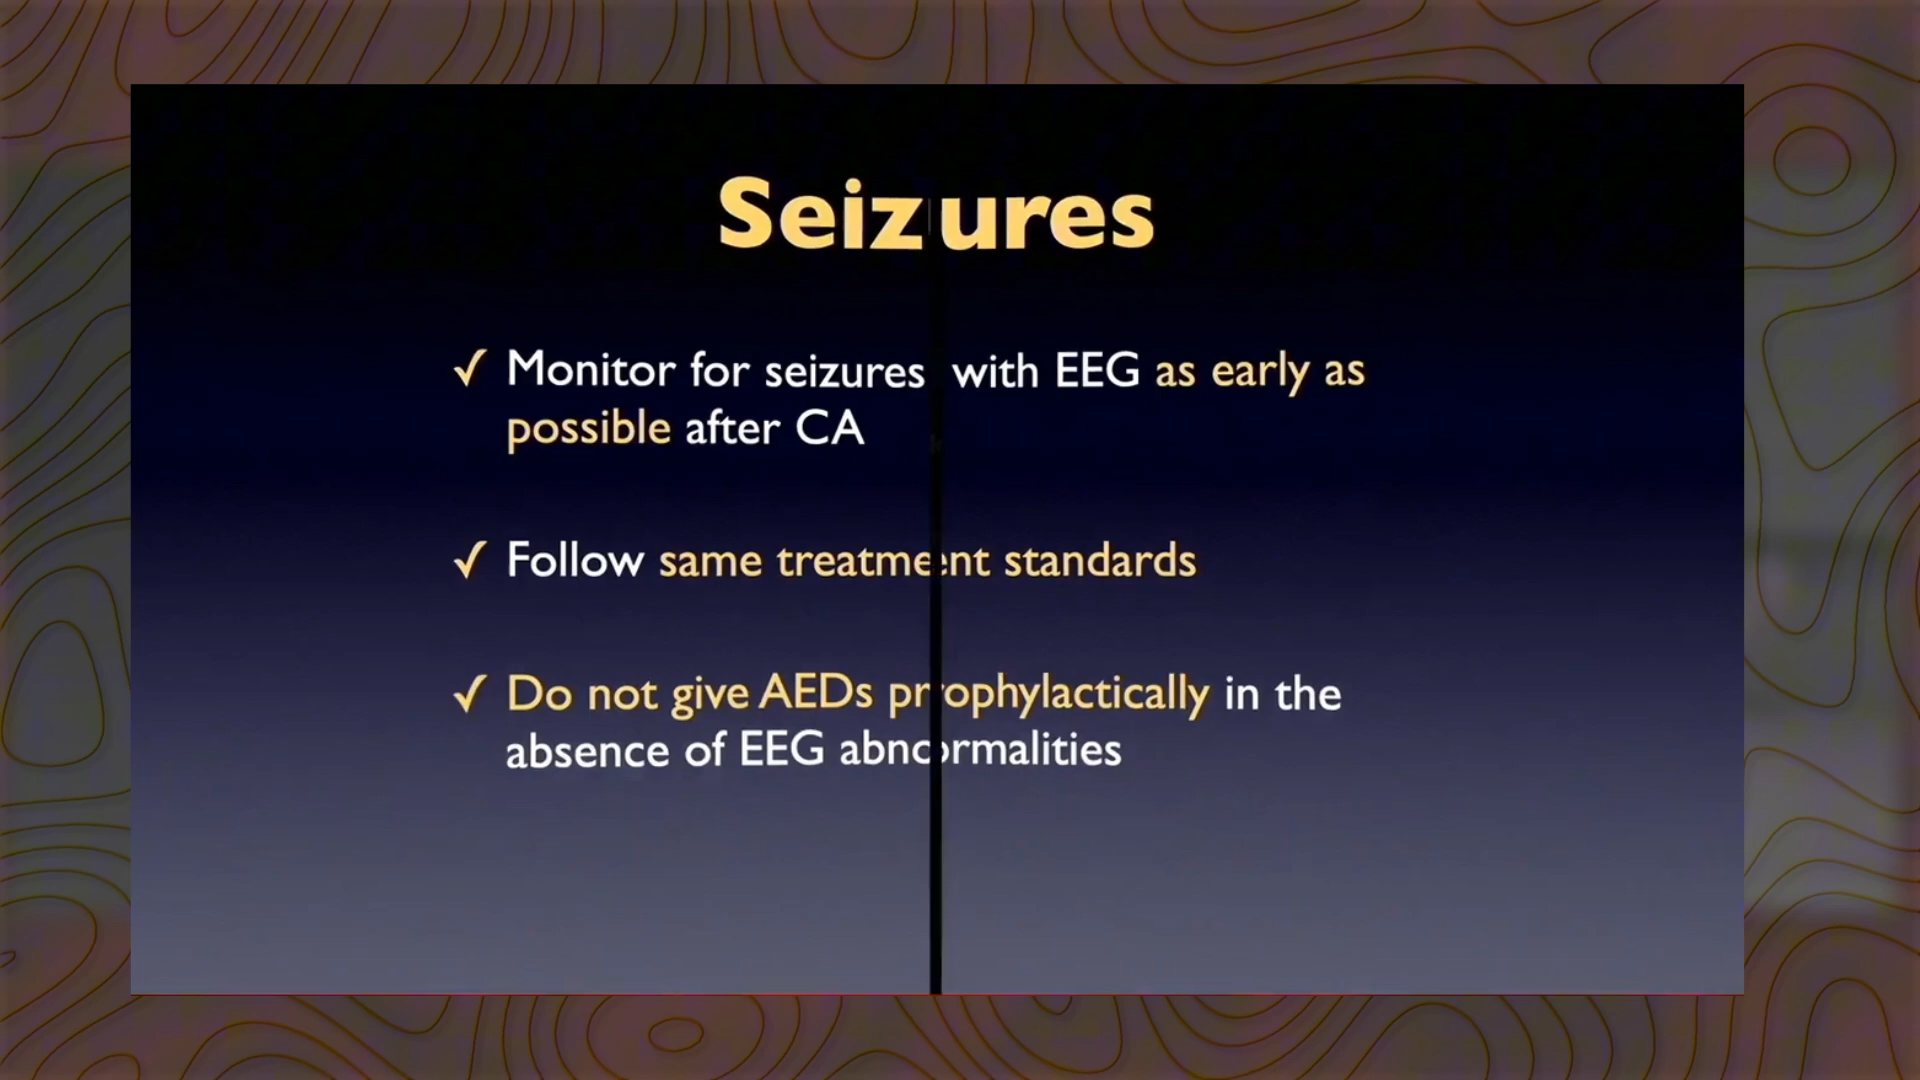 Seizures
✓ Monitor for seizures with EEG as early as
possible after CA
✓ Follow same treatment standards
✓ Do not give AEDs prophylactically in the
absence of EEG abnormalities